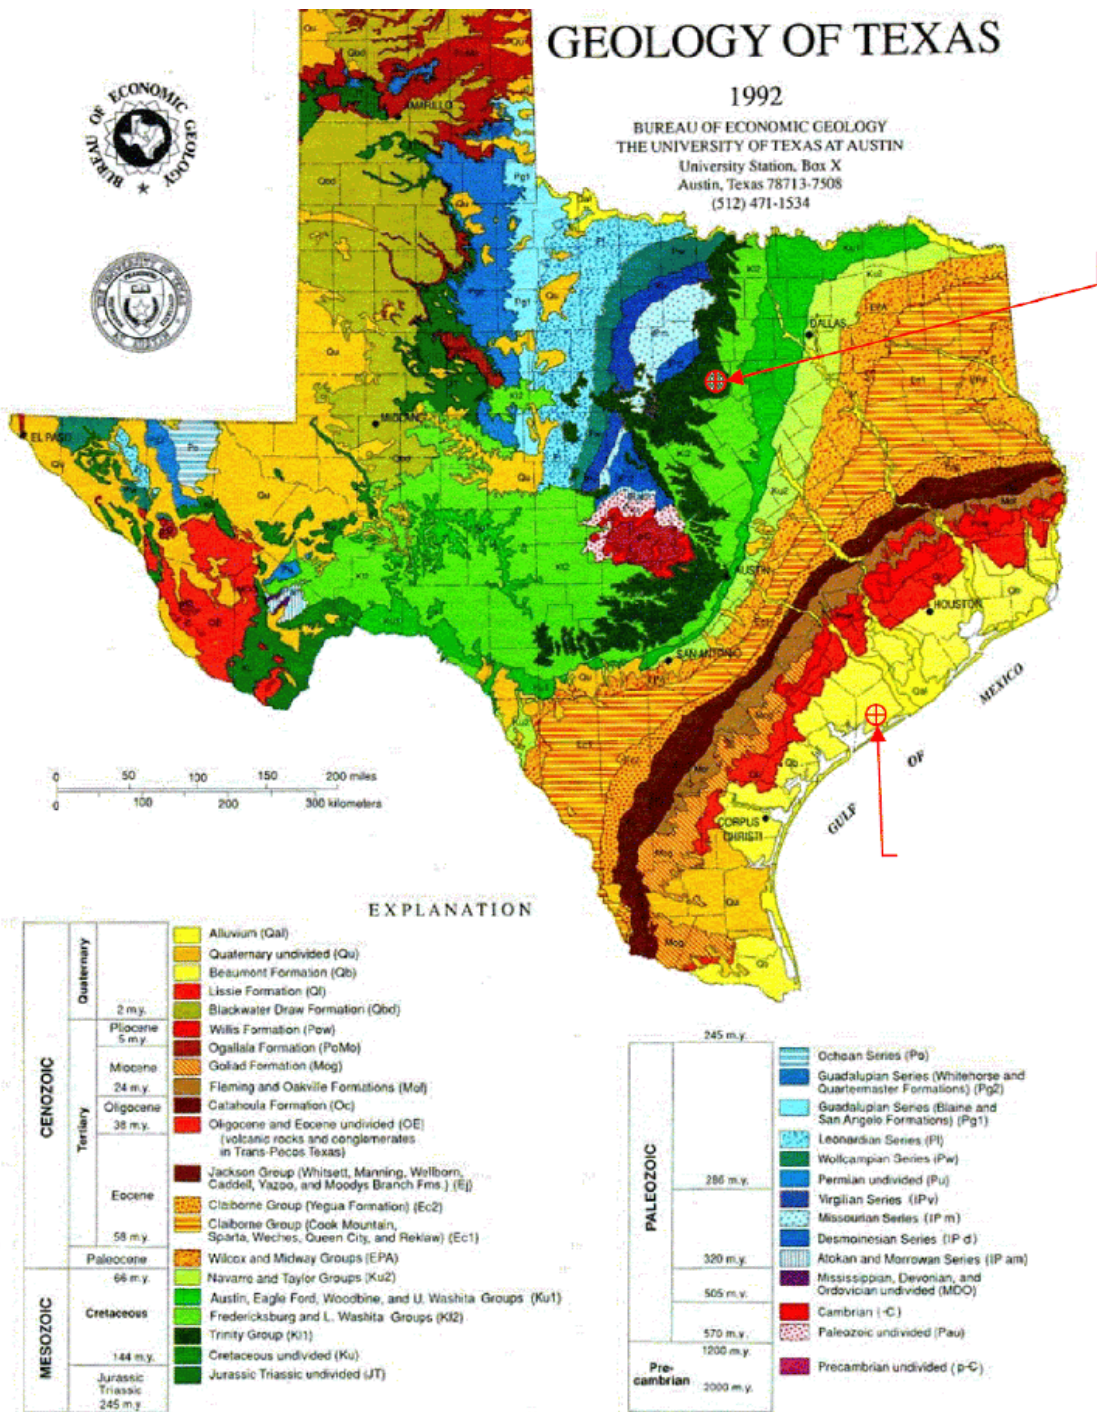 GEOLOGY OF TEXAS
1992
BUREAU OF ECONOMIC GEOLOGY
THE UNIVERSITY OF TEXAS AT AUSTIN
University Station, Box X
Austin, Texas 78713-7508
(512) 471-1534
BUREAU OF ECONOMIC GEOLOGY
AMARILLO
DALLAS
MIDLAND
EL PASO
AUSTIN
HOUSTON
SAN ANTONIO
CORPUS
CHRISTI
GULF OF MEXICO
0 50 100 150 200 miles
0 100 200 300 kilometers
EXPLANATION
CENOZOIC
Quaternary
2 m.y.
Tertiary
Pliocene
5 m.y.
Miocene
24 m.y.
Oligocene
38 m.y.
Eocene
58 m.y.
Paleocene
MESOZOIC
66 m.y.
Cretaceous
144 m.y.
Jurassic
Triassic
245 m.y
Alluvium (Qal)
Quaternary undivided (Qu)
Beaumont Formation (Qb)
Lissie Formation (Ql)
Blackwater Draw Formation (Qbd)
Willis Formation (Pow)
Ogallala Formation (PoMo)
Goliad Formation (Mog)
Fleming and Oakville Formations (Mof)
Catahoula Formation (Oc)
Oligocene and Eocene undivided (OE)
(volcanic rocks and conglomerates
in Trans-Pecos Texas)
Jackson Group (Whitsett, Manning, Wellborn,
Caddell, Yazoo, and Moodys Branch Fms.) (Ej)
Claiborne Group (Yegua Formation) (Ec2)
Claiborne Group (Cook Mountain,
Sparta, Weches, Queen City, and Reklaw) (Ec1)
Wilcox and Midway Groups (EPA)
Navarro and Taylor Groups (Ku2)
Austin, Eagle Ford, Woodbine, and U. Washita Groups (Ku1)
Fredericksburg and L. Washita Groups (Kl2)
Trinity Group (Kl1)
Cretaceous undivided (Ku)
Jurassic Triassic undivided (JT)
PALEOZOIC
245 m.y.
286 m.y.
320 m.y.
505 m.y.
570 m.y.
Pre-
cambrian
1200 m.y.
2000 m.y.
Ochoan Series (Po)
Guadalupian Series (Whitehorse and
Quartermaster Formations) (Pg2)
Guadalupian Series (Blaine and
San Angelo Formations) (Pg1)
Leonardian Series (Pl)
Wolfcampian Series (Pw)
Permian undivided (Pu)
Virgilian Series (IPv)
Missourian Series (IPm)
Desmoinesian Series (IPd)
Atokan and Morrowan Series (IPam)
Mississippian, Devonian, and
Ordovician undivided (MDO)
Cambrian (-C)
Paleozoic undivided (Pau)
Precambrian undivided (p-C)